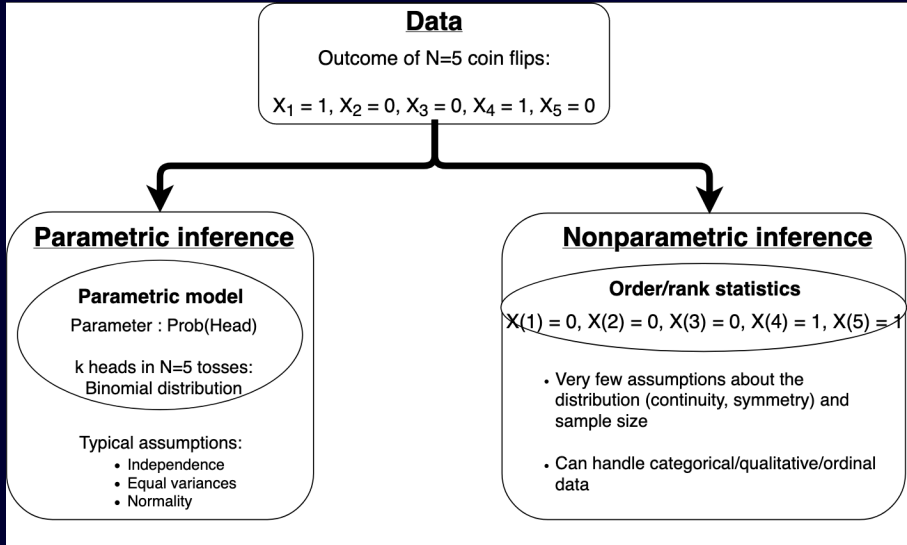 Data
Outcome of N=5 coin flips:
X₁ = 1, X₂ = 0, X₃ = 0, X₄ = 1, X₅ = 0
Parametric inference
Parametric model
Parameter : Prob(Head)
k heads in N=5 tosses:
Binomial distribution
Typical assumptions:
• Independence
• Equal variances
• Normality
Nonparametric inference
Order/rank statistics
X(1) = 0, X(2) = 0, X(3) = 0, X(4) = 1, X(5) = 1
• Very few assumptions about the
distribution (continuity, symmetry) and
sample size
• Can handle categorical/qualitative/ordinal
data